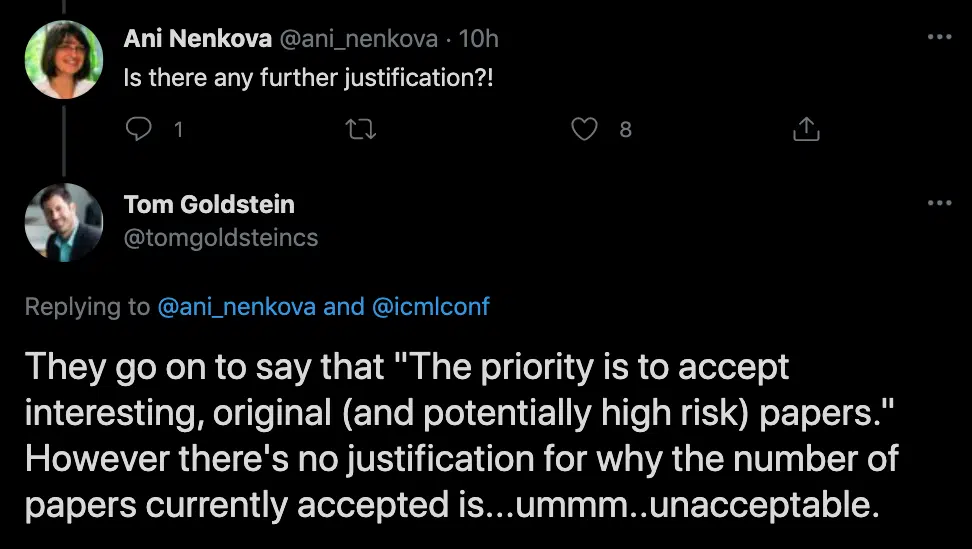 Ani Nenkova @ani_nenkova · 10h
Is there any further justification?!
1 8
Tom Goldstein
@tomgoldsteincs
Replying to @ani_nenkova and @icmlconf
They go on to say that "The priority is to accept
interesting, original (and potentially high risk) papers."
However there's no justification for why the number of
papers currently accepted is...ummm..unacceptable.